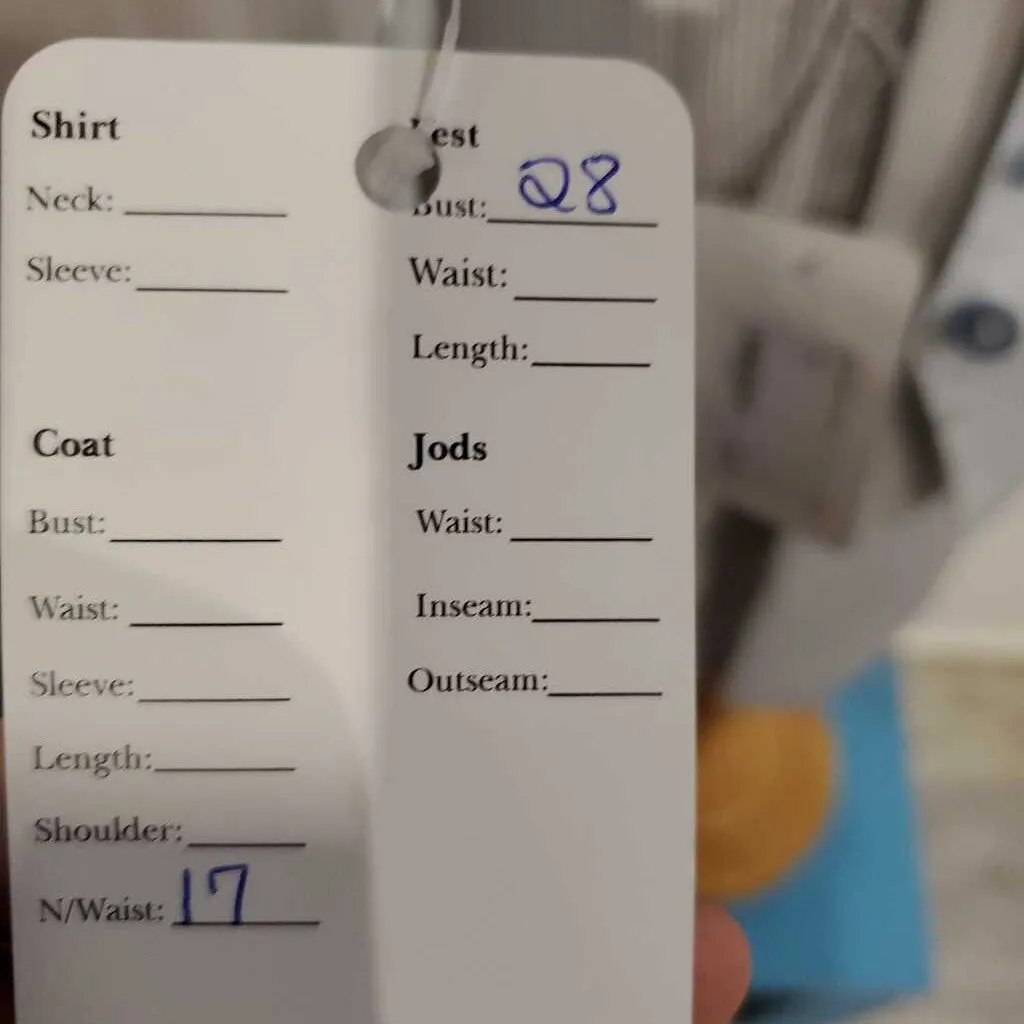 Shirt
Neck:
Sleeve:
Coat
Bust:
Waist:
Sleeve:
Length:
Shoulder:
N/Waist: 17
Vest
Bust: 28
Waist:
Length:
Jods
Waist:
Inseam:
Outseam: